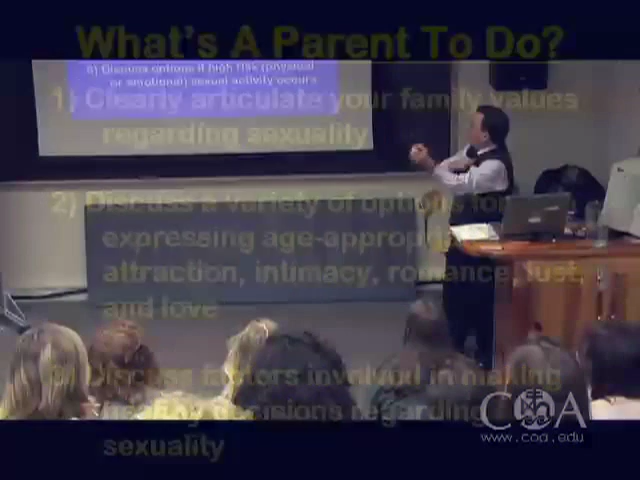 What's A Parent To Do?
6) Discuss options if high risk (physical
or emotional) sexual activity occurs
1) Clearly articulate your family values
regarding sexuality
2) Discuss a variety of options for
expressing age-appropriate
attraction, intimacy, romance, lust,
and love
3) Discuss factors involved in making
healthy decisions regarding
sexuality
COA
www.coa.edu